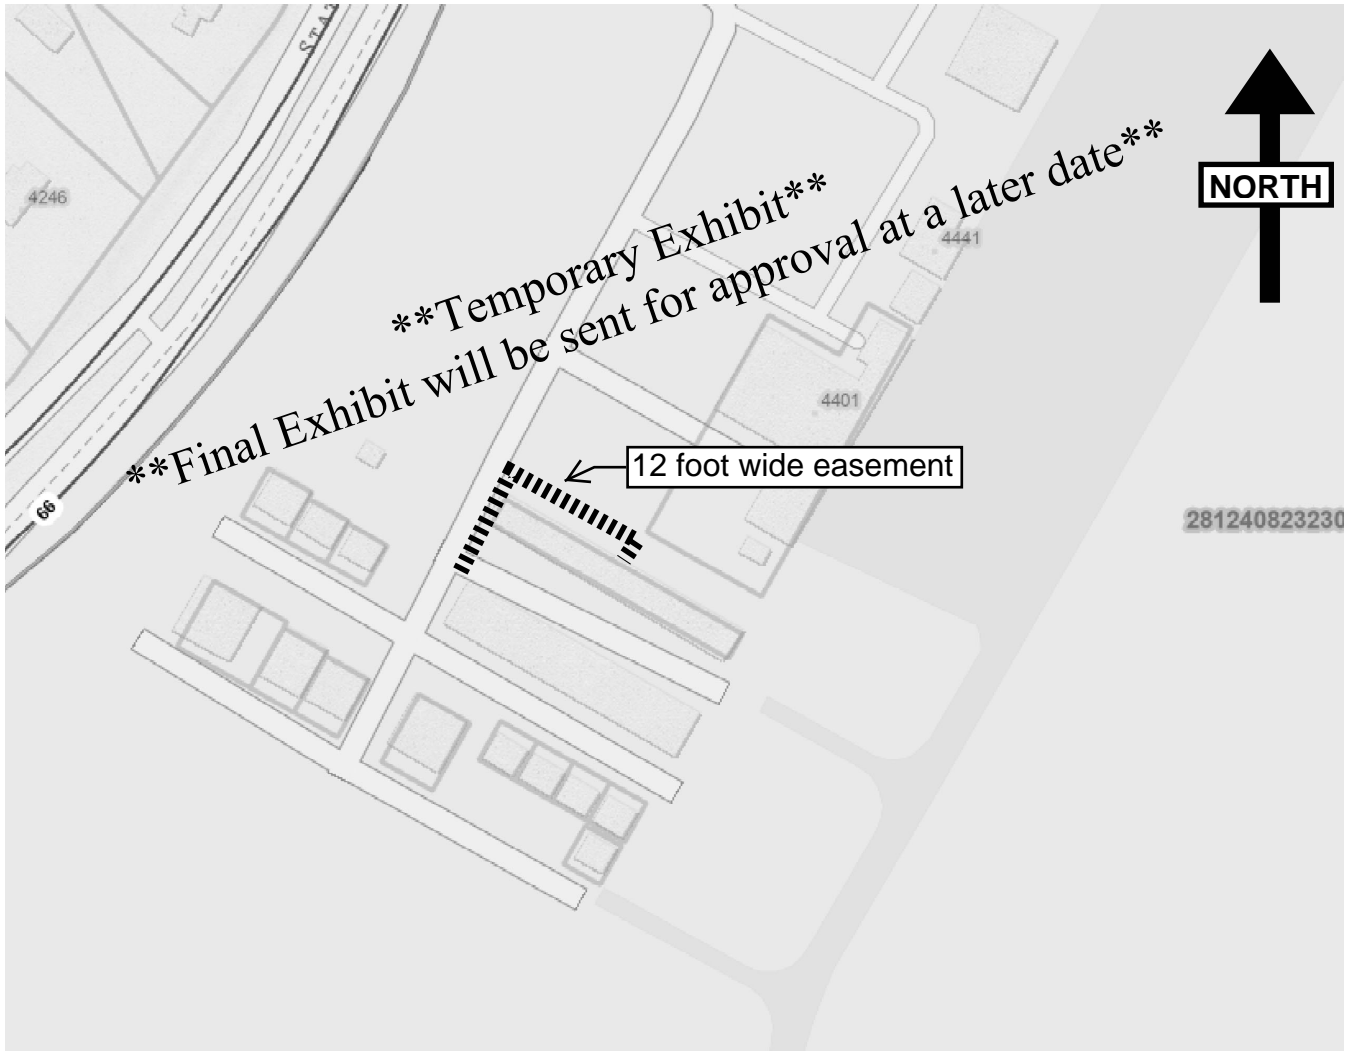 STAT
NORTH
4246
4441
**Temporary Exhibit**
**Final Exhibit will be sent for approval at a later date**
4401
12 foot wide easement
66
281240823230